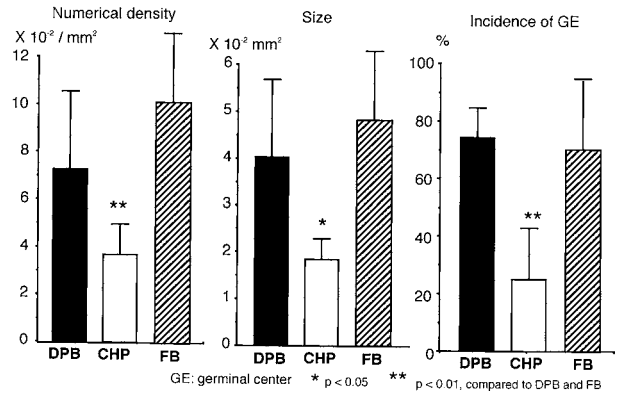 Numerical density
X 10⁻² / mm²
12
10
8
6
4
2
0
DPB CHP FB
**
Size
X 10⁻² mm²
6
5
4
3
2
1
0
DPB CHP FB
*
Incidence of GE
%
100
80
60
40
20
0
DPB CHP FB
**
GE: germinal center * p < 0.05 ** p < 0.01, compared to DPB and FB